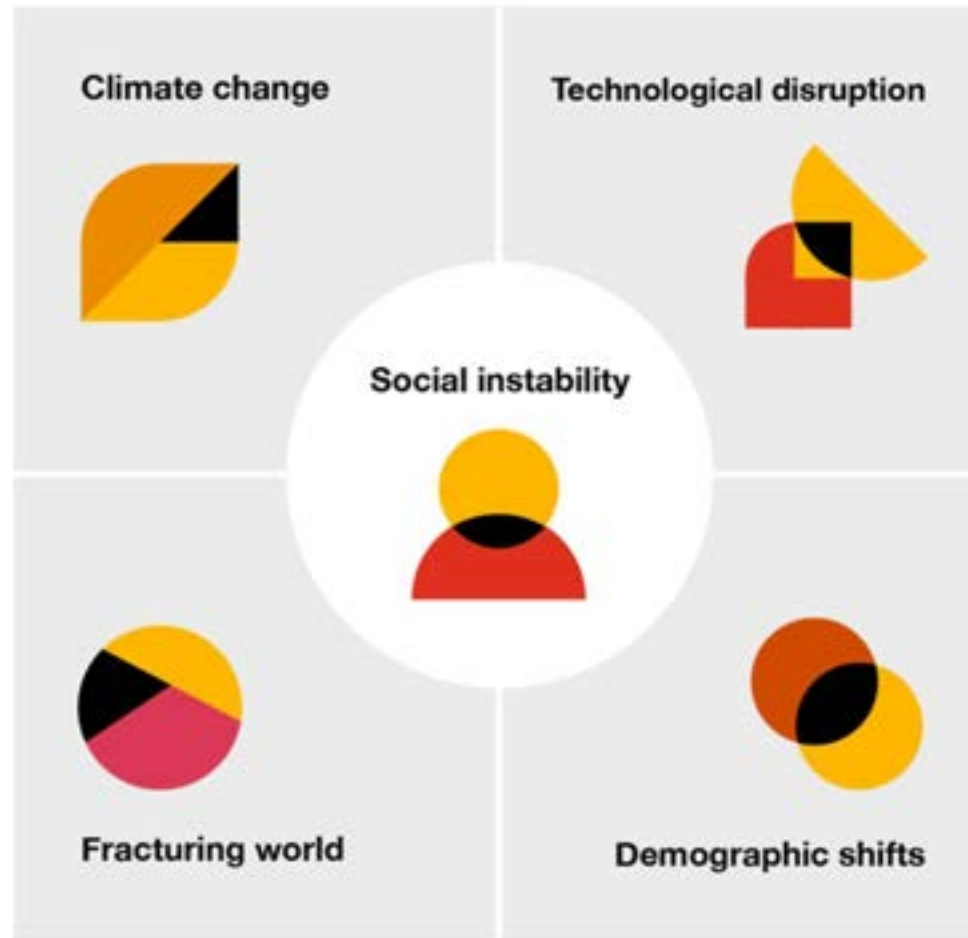 Climate change
Technological disruption
Social instability
Fracturing world
Demographic shifts